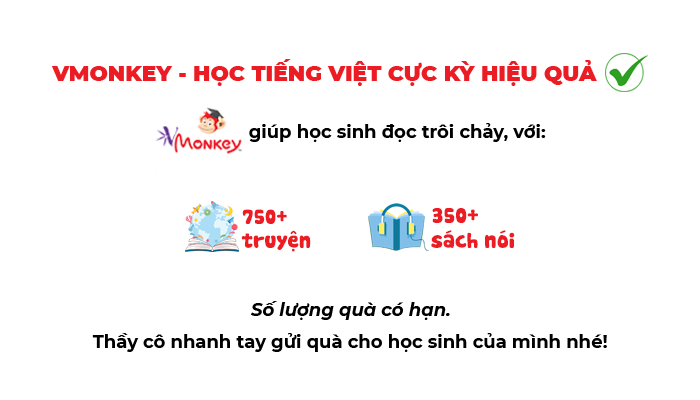 VMONKEY - HỌC TIẾNG VIỆT CỰC KỲ HIỆU QUẢ
VMonkey giúp học sinh đọc trôi chảy, với:
750+
truyện
350+
sách nói
Số lượng quà có hạn.
Thầy cô nhanh tay gửi quà cho học sinh của mình nhé!